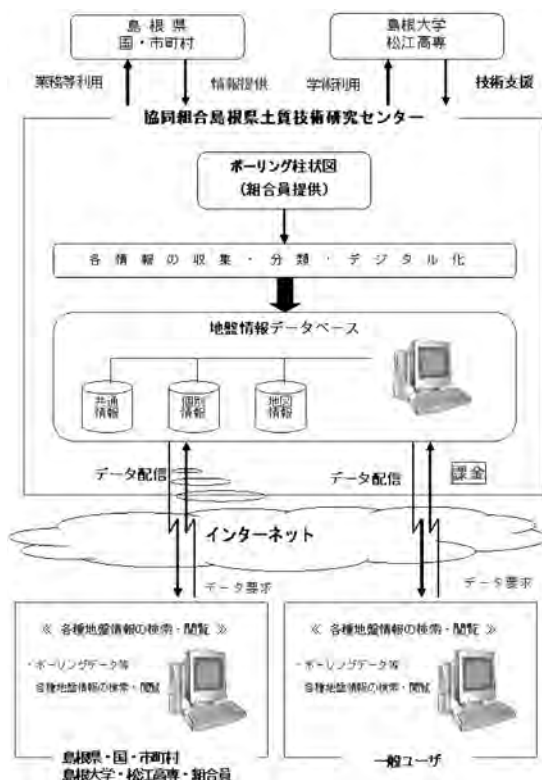 島根県
国・市町村
島根大学
松江高専
業務等利用
情報提供
学術利用
技術支援
協同組合島根県土質技術研究センター
ボーリング柱状図
(組合員提供)
各情報の収集・分類・デジタル化
地盤情報データベース
共通
情報
個別
情報
地図
情報
データ配信
データ配信
課金
インターネット
データ要求
データ要求
≪ 各種地盤情報の検索・閲覧 ≫
・ボーリングデータ等
各種地盤情報の検索・閲覧
≪ 各種地盤情報の検索・閲覧 ≫
・ボーリングデータ等
各種地盤情報の検索・閲覧
島根県・国・市町村
島根大学・松江高専・組合員
一般ユーザ